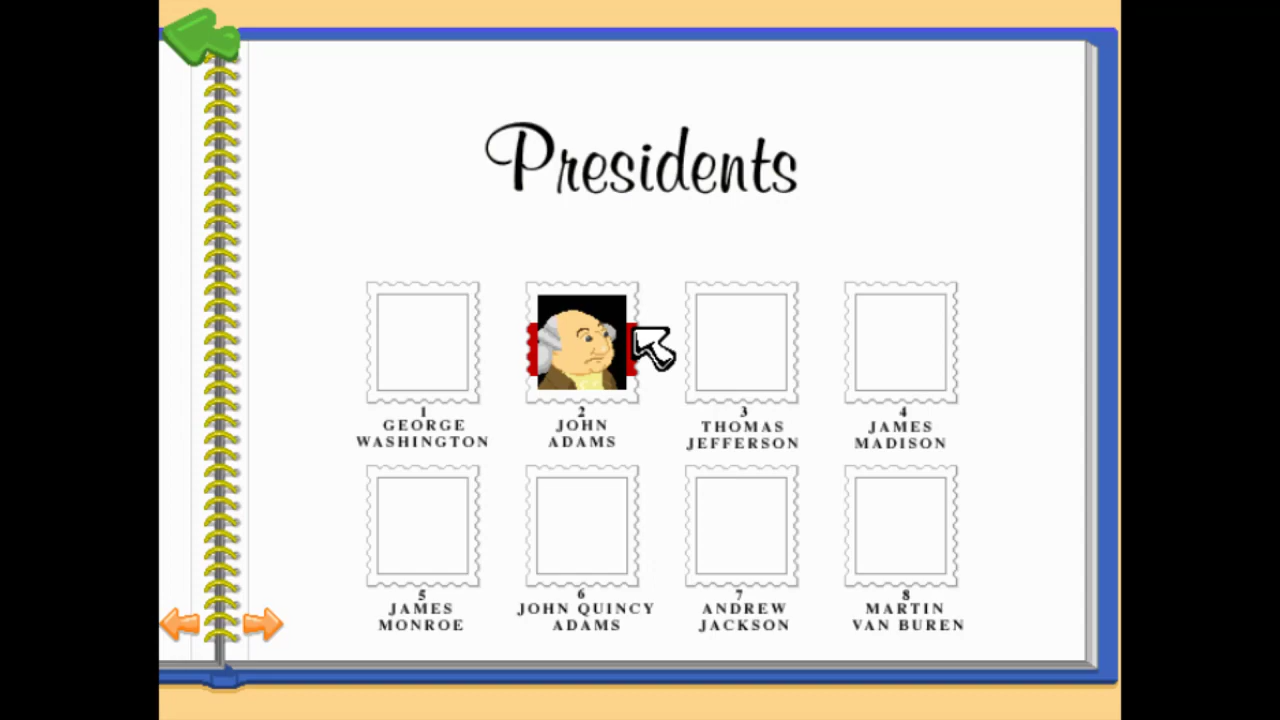 Presidents
1 2 3 4
GEORGE JOHN THOMAS JAMES
WASHINGTON ADAMS JEFFERSON MADISON
5 6 7 8
JAMES JOHN QUINCY ANDREW MARTIN
MONROE ADAMS JACKSON VAN BUREN